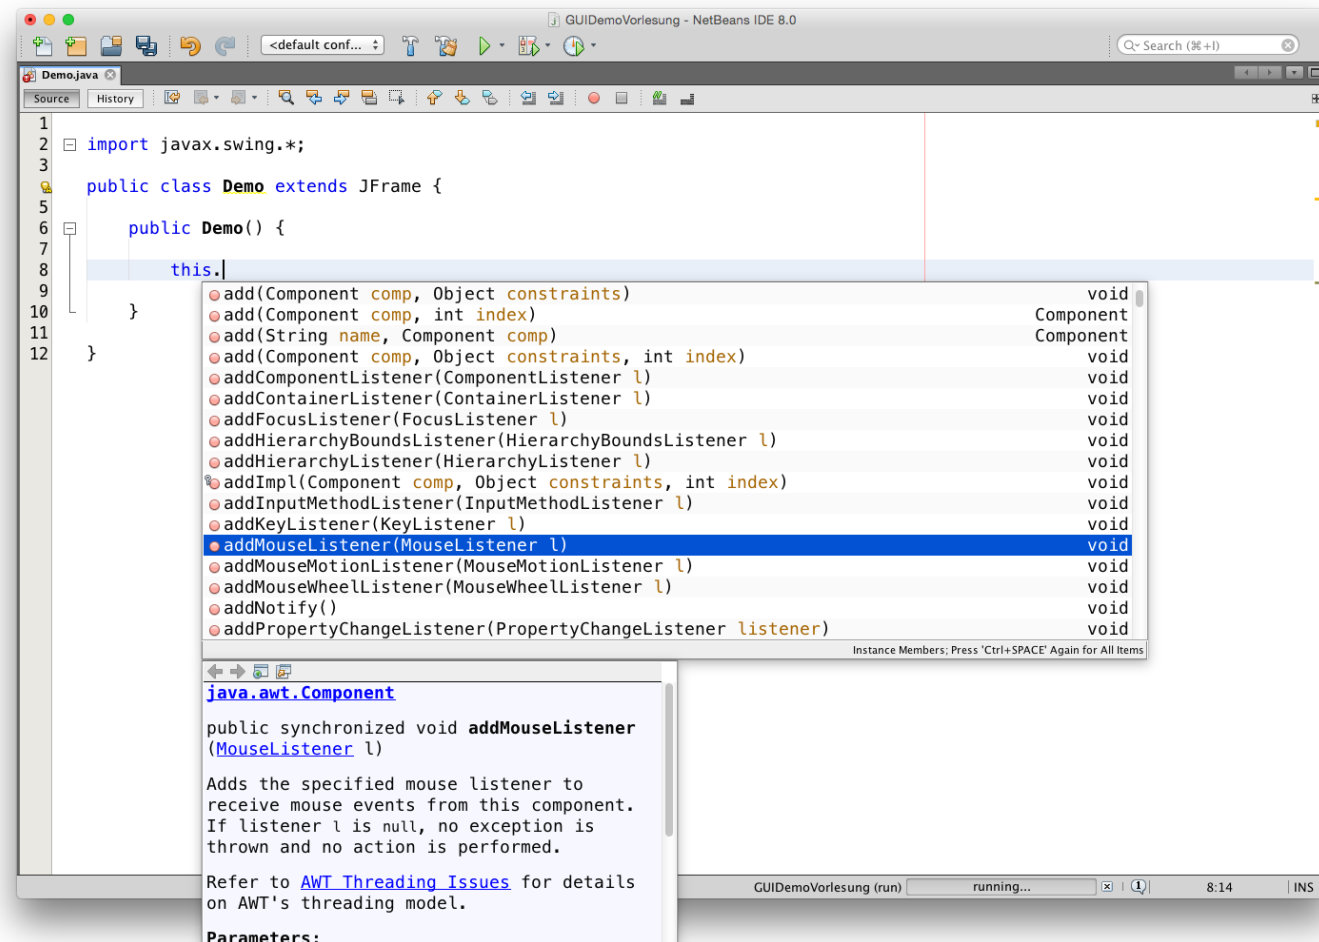 GUIDemoVorlesung - NetBeans IDE 8.0
<default conf...
Search (⌘+I)
Demo.java
Source History
1
2 import javax.swing.*;
3
public class Demo extends JFrame {
5
6 public Demo() {
7
8 this.
9
10 }
11
12 }
add(Component comp, Object constraints) void
add(Component comp, int index) Component
add(String name, Component comp) Component
add(Component comp, Object constraints, int index) void
addComponentListener(ComponentListener l) void
addContainerListener(ContainerListener l) void
addFocusListener(FocusListener l) void
addHierarchyBoundsListener(HierarchyBoundsListener l) void
addHierarchyListener(HierarchyListener l) void
addImpl(Component comp, Object constraints, int index) void
addInputMethodListener(InputMethodListener l) void
addKeyListener(KeyListener l) void
addMouseListener(MouseListener l) void
addMouseMotionListener(MouseMotionListener l) void
addMouseWheelListener(MouseWheelListener l) void
addNotify() void
addPropertyChangeListener(PropertyChangeListener listener) void
Instance Members; Press 'Ctrl+SPACE' Again for All Items
java.awt.Component
public synchronized void addMouseListener
(MouseListener l)
Adds the specified mouse listener to
receive mouse events from this component.
If listener l is null, no exception is
thrown and no action is performed.
Refer to AWT Threading Issues for details
on AWT's threading model.
Parameters:
GUIDemoVorlesung (run) running... 1 8:14 INS